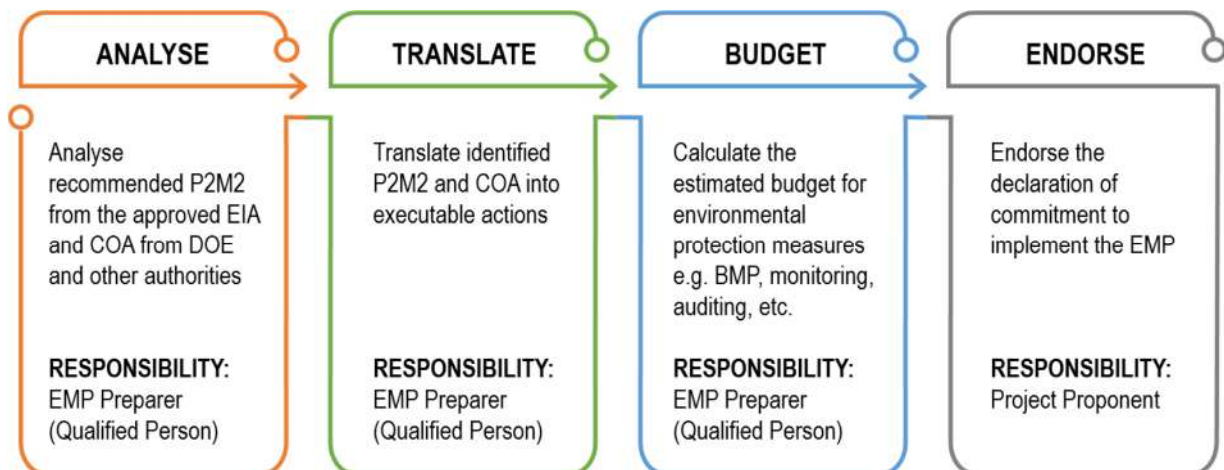 ANALYSE
Analyse
recommended P2M2
from the approved EIA
and COA from DOE
and other authorities
RESPONSIBILITY:
EMP Preparer
(Qualified Person)
TRANSLATE
Translate identified
P2M2 and COA into
executable actions
RESPONSIBILITY:
EMP Preparer
(Qualified Person)
BUDGET
Calculate the
estimated budget for
environmental
protection measures
e.g. BMP, monitoring,
auditing, etc.
RESPONSIBILITY:
EMP Preparer
(Qualified Person)
ENDORSE
Endorse the
declaration of
commitment to
implement the EMP
RESPONSIBILITY:
Project Proponent